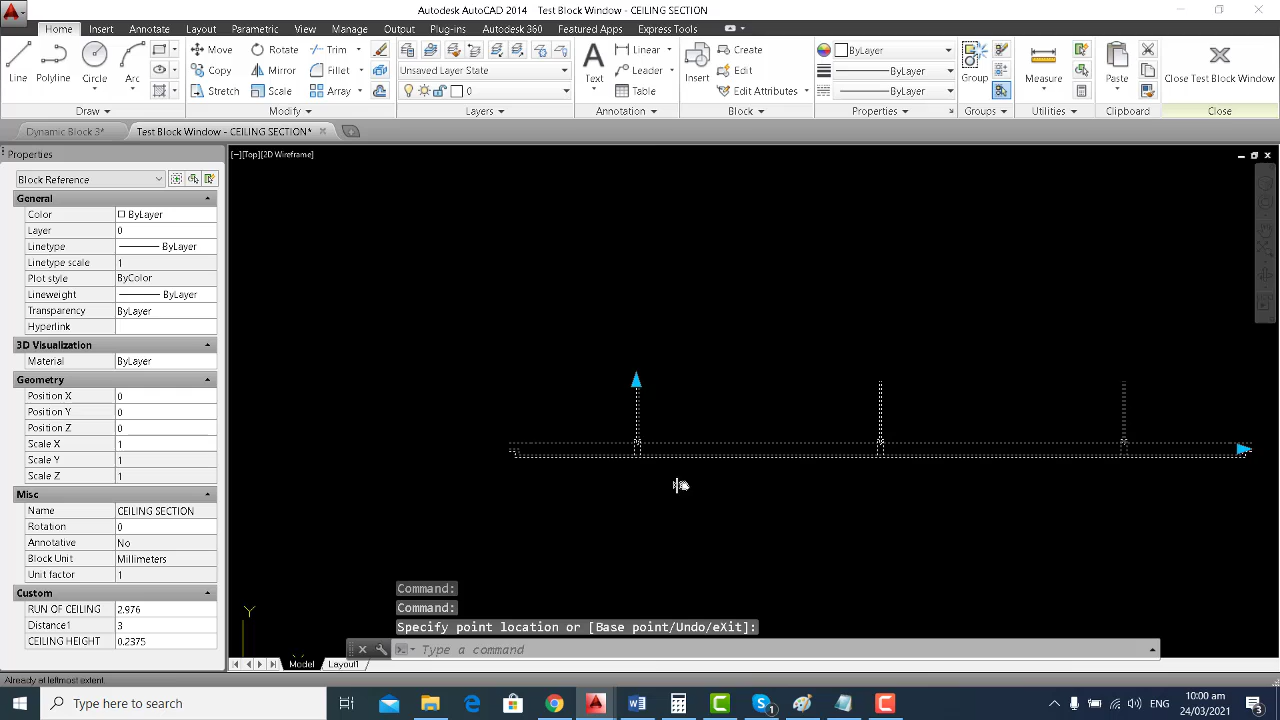 Autodesk AutoCAD 2014 Test Block Window - CEILING SECTION
Home Insert Annotate Layout Parametric View Manage Output Plug-ins Autodesk 360 Featured Apps Express Tools
Line Polyline Circle Arc
Move Rotate Trim
Copy Mirror Fillet
Stretch Scale Array
Unsaved Layer State
0
Text
Linear
Leader
Table
Insert
Create
Edit
Edit Attributes
ByLayer
ByLayer
ByLayer
Group
Measure
Paste
Close Test Block Window
Draw Modify Layers Annotation Block Properties Groups Utilities Clipboard Close
Dynamic Block 3* Test Block Window - CEILING SECTION*
Properties
[−][Top][2D Wireframe]
Block Reference
General
Color ByLayer
Layer 0
Linetype ByLayer
Linetype scale 1
Plot style ByColor
Lineweight ByLayer
Transparency ByLayer
Hyperlink
3D Visualization
Material ByLayer
Geometry
Position X 0
Position Y 0
Position Z 0
Scale X 1
Scale Y 1
Scale Z 1
Misc
Name CEILING SECTION
Rotation 0
Annotative No
Block Unit Millimeters
Unit factor 1
Custom
RUN OF CEILING 2.976
Distance1 3
CEILING HEIGHT 0.2375
Y
Command:
Command:
Specify point location or [Base point/Undo/eXit]:
Type a command
Model Layout1
Already at leftmost extent.
Type here to search
ENG
10:00 am
24/03/2021
1
3